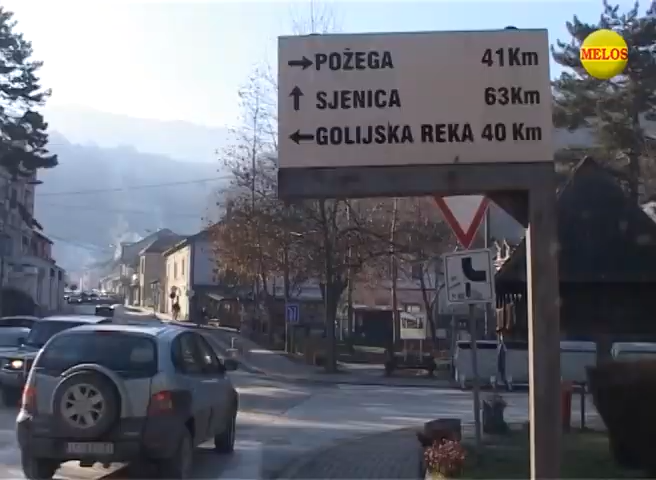 MELOS
→POŽEGA 41Km
↑ SJENICA 63Km
←GOLIJSKA REKA 40 Km